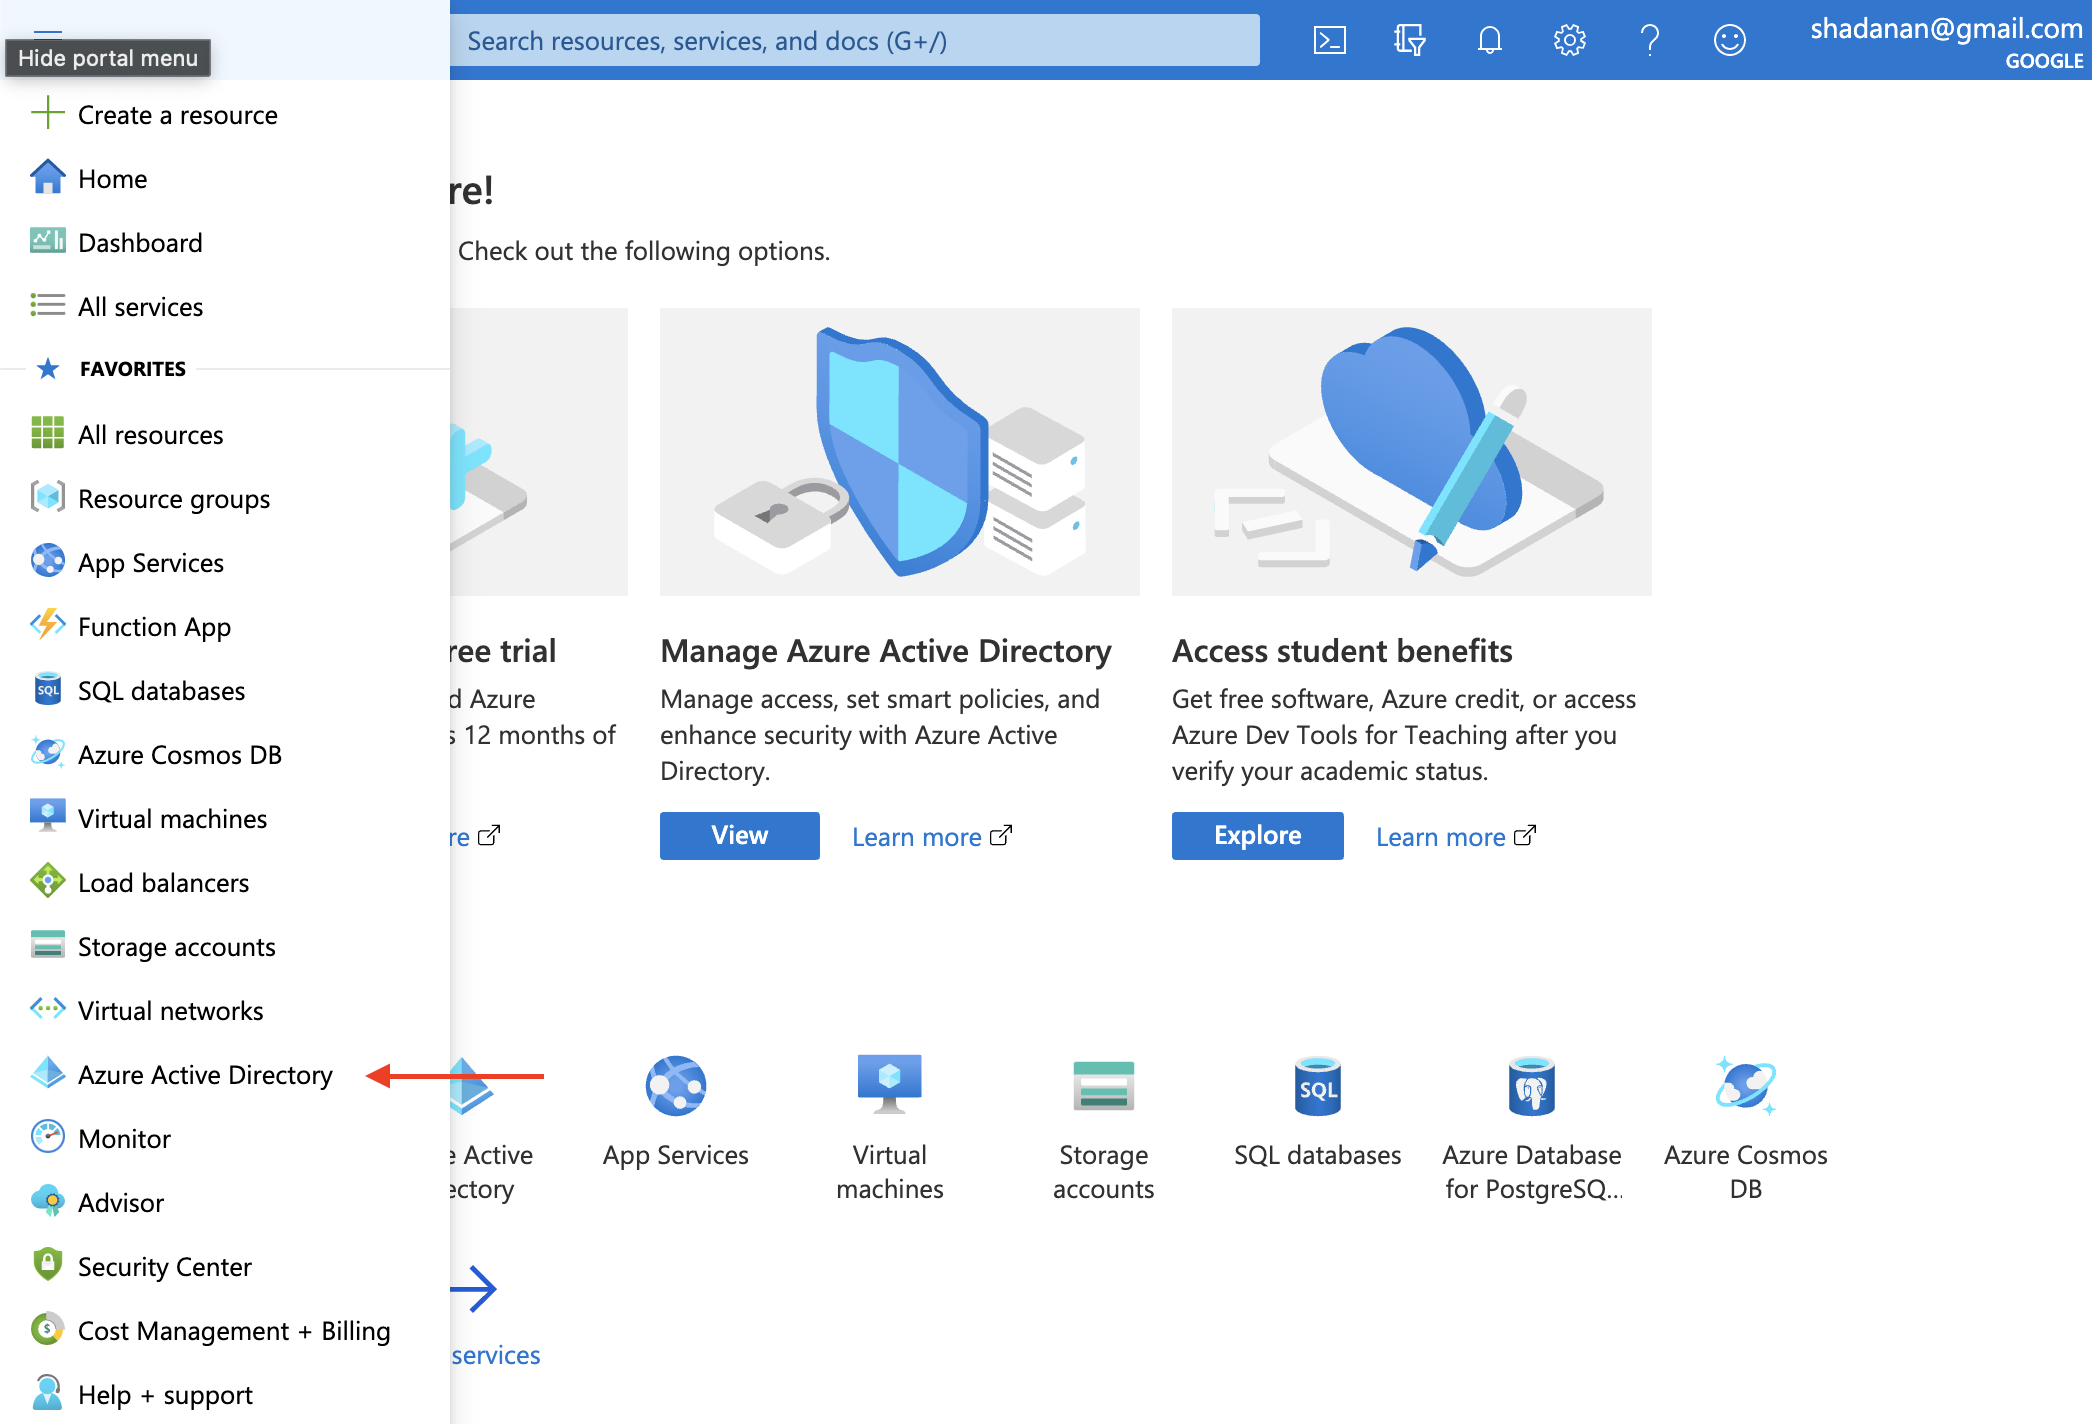 Search resources, services, and docs (G+/)
shadanan@gmail.com
GOOGLE
Hide portal menu
Create a resource
Home
Dashboard
All services
FAVORITES
All resources
Resource groups
App Services
Function App
SQL databases
Azure Cosmos DB
Virtual machines
Load balancers
Storage accounts
Virtual networks
Azure Active Directory
Monitor
Advisor
Security Center
Cost Management + Billing
Help + support
re!
Check out the following options.
ree trial
d Azure
s 12 months of
re
Manage Azure Active Directory
Manage access, set smart policies, and
enhance security with Azure Active
Directory.
View
Learn more
Access student benefits
Get free software, Azure credit, or access
Azure Dev Tools for Teaching after you
verify your academic status.
Explore
Learn more
e Active
ectory
App Services
Virtual
machines
Storage
accounts
SQL
SQL databases
Azure Database
for PostgreSQ...
Azure Cosmos
DB
services